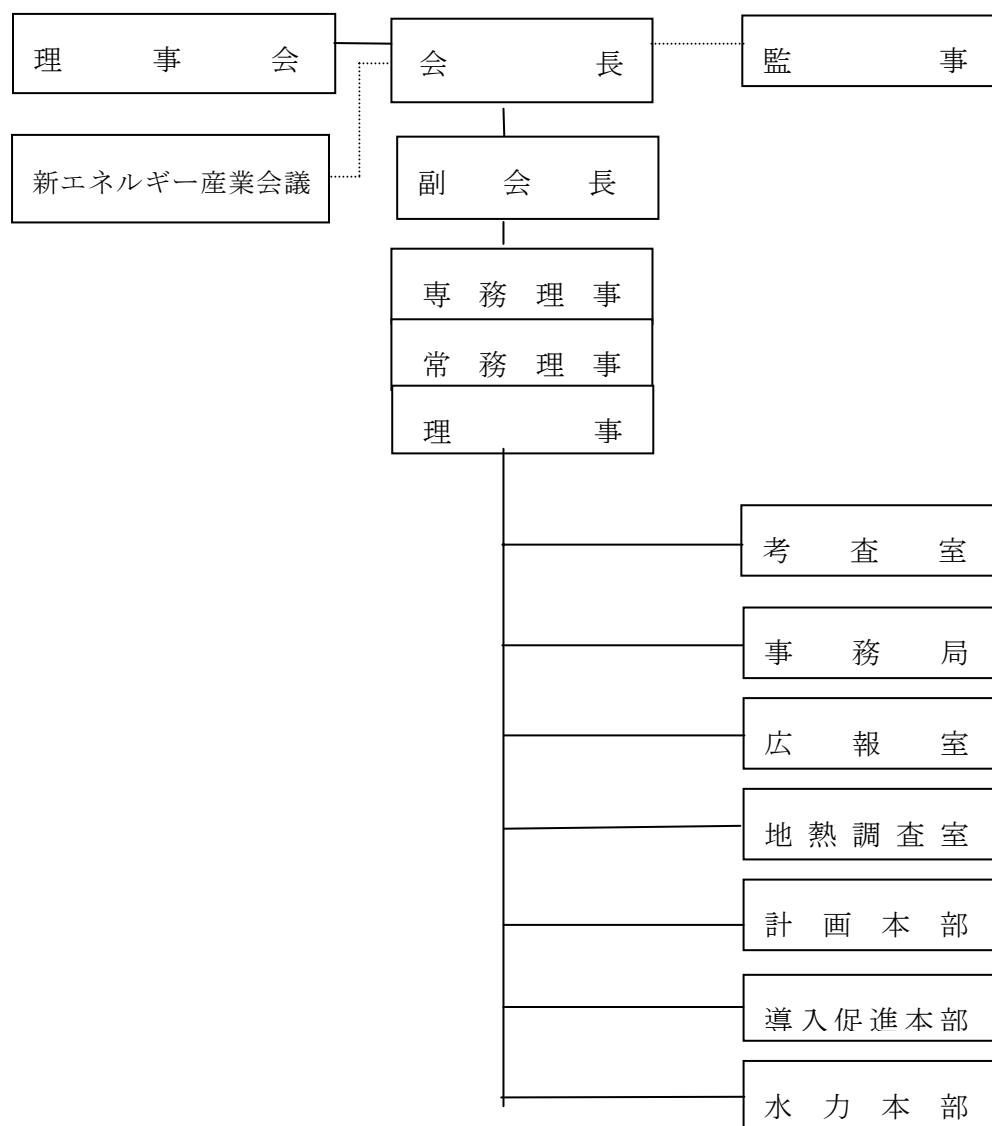 理事会
会長
監事
新エネルギー産業会議
副会長
専務理事
常務理事
理事
考査室
事務局
広報室
地熱調査室
計画本部
導入促進本部
水力本部